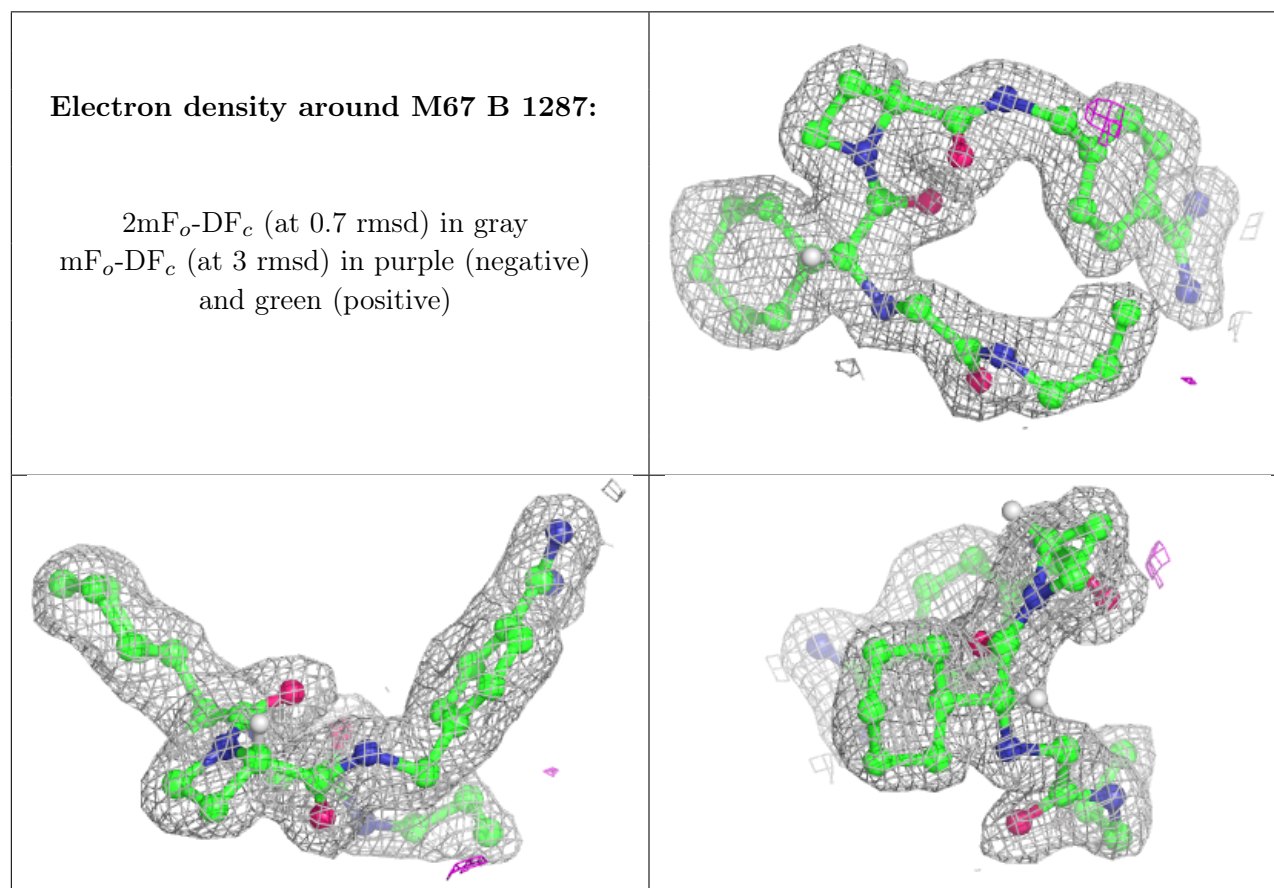 Electron density around M67 B 1287:
2mFo-DFc (at 0.7 rmsd) in gray
mFo-DFc (at 3 rmsd) in purple (negative)
and green (positive)